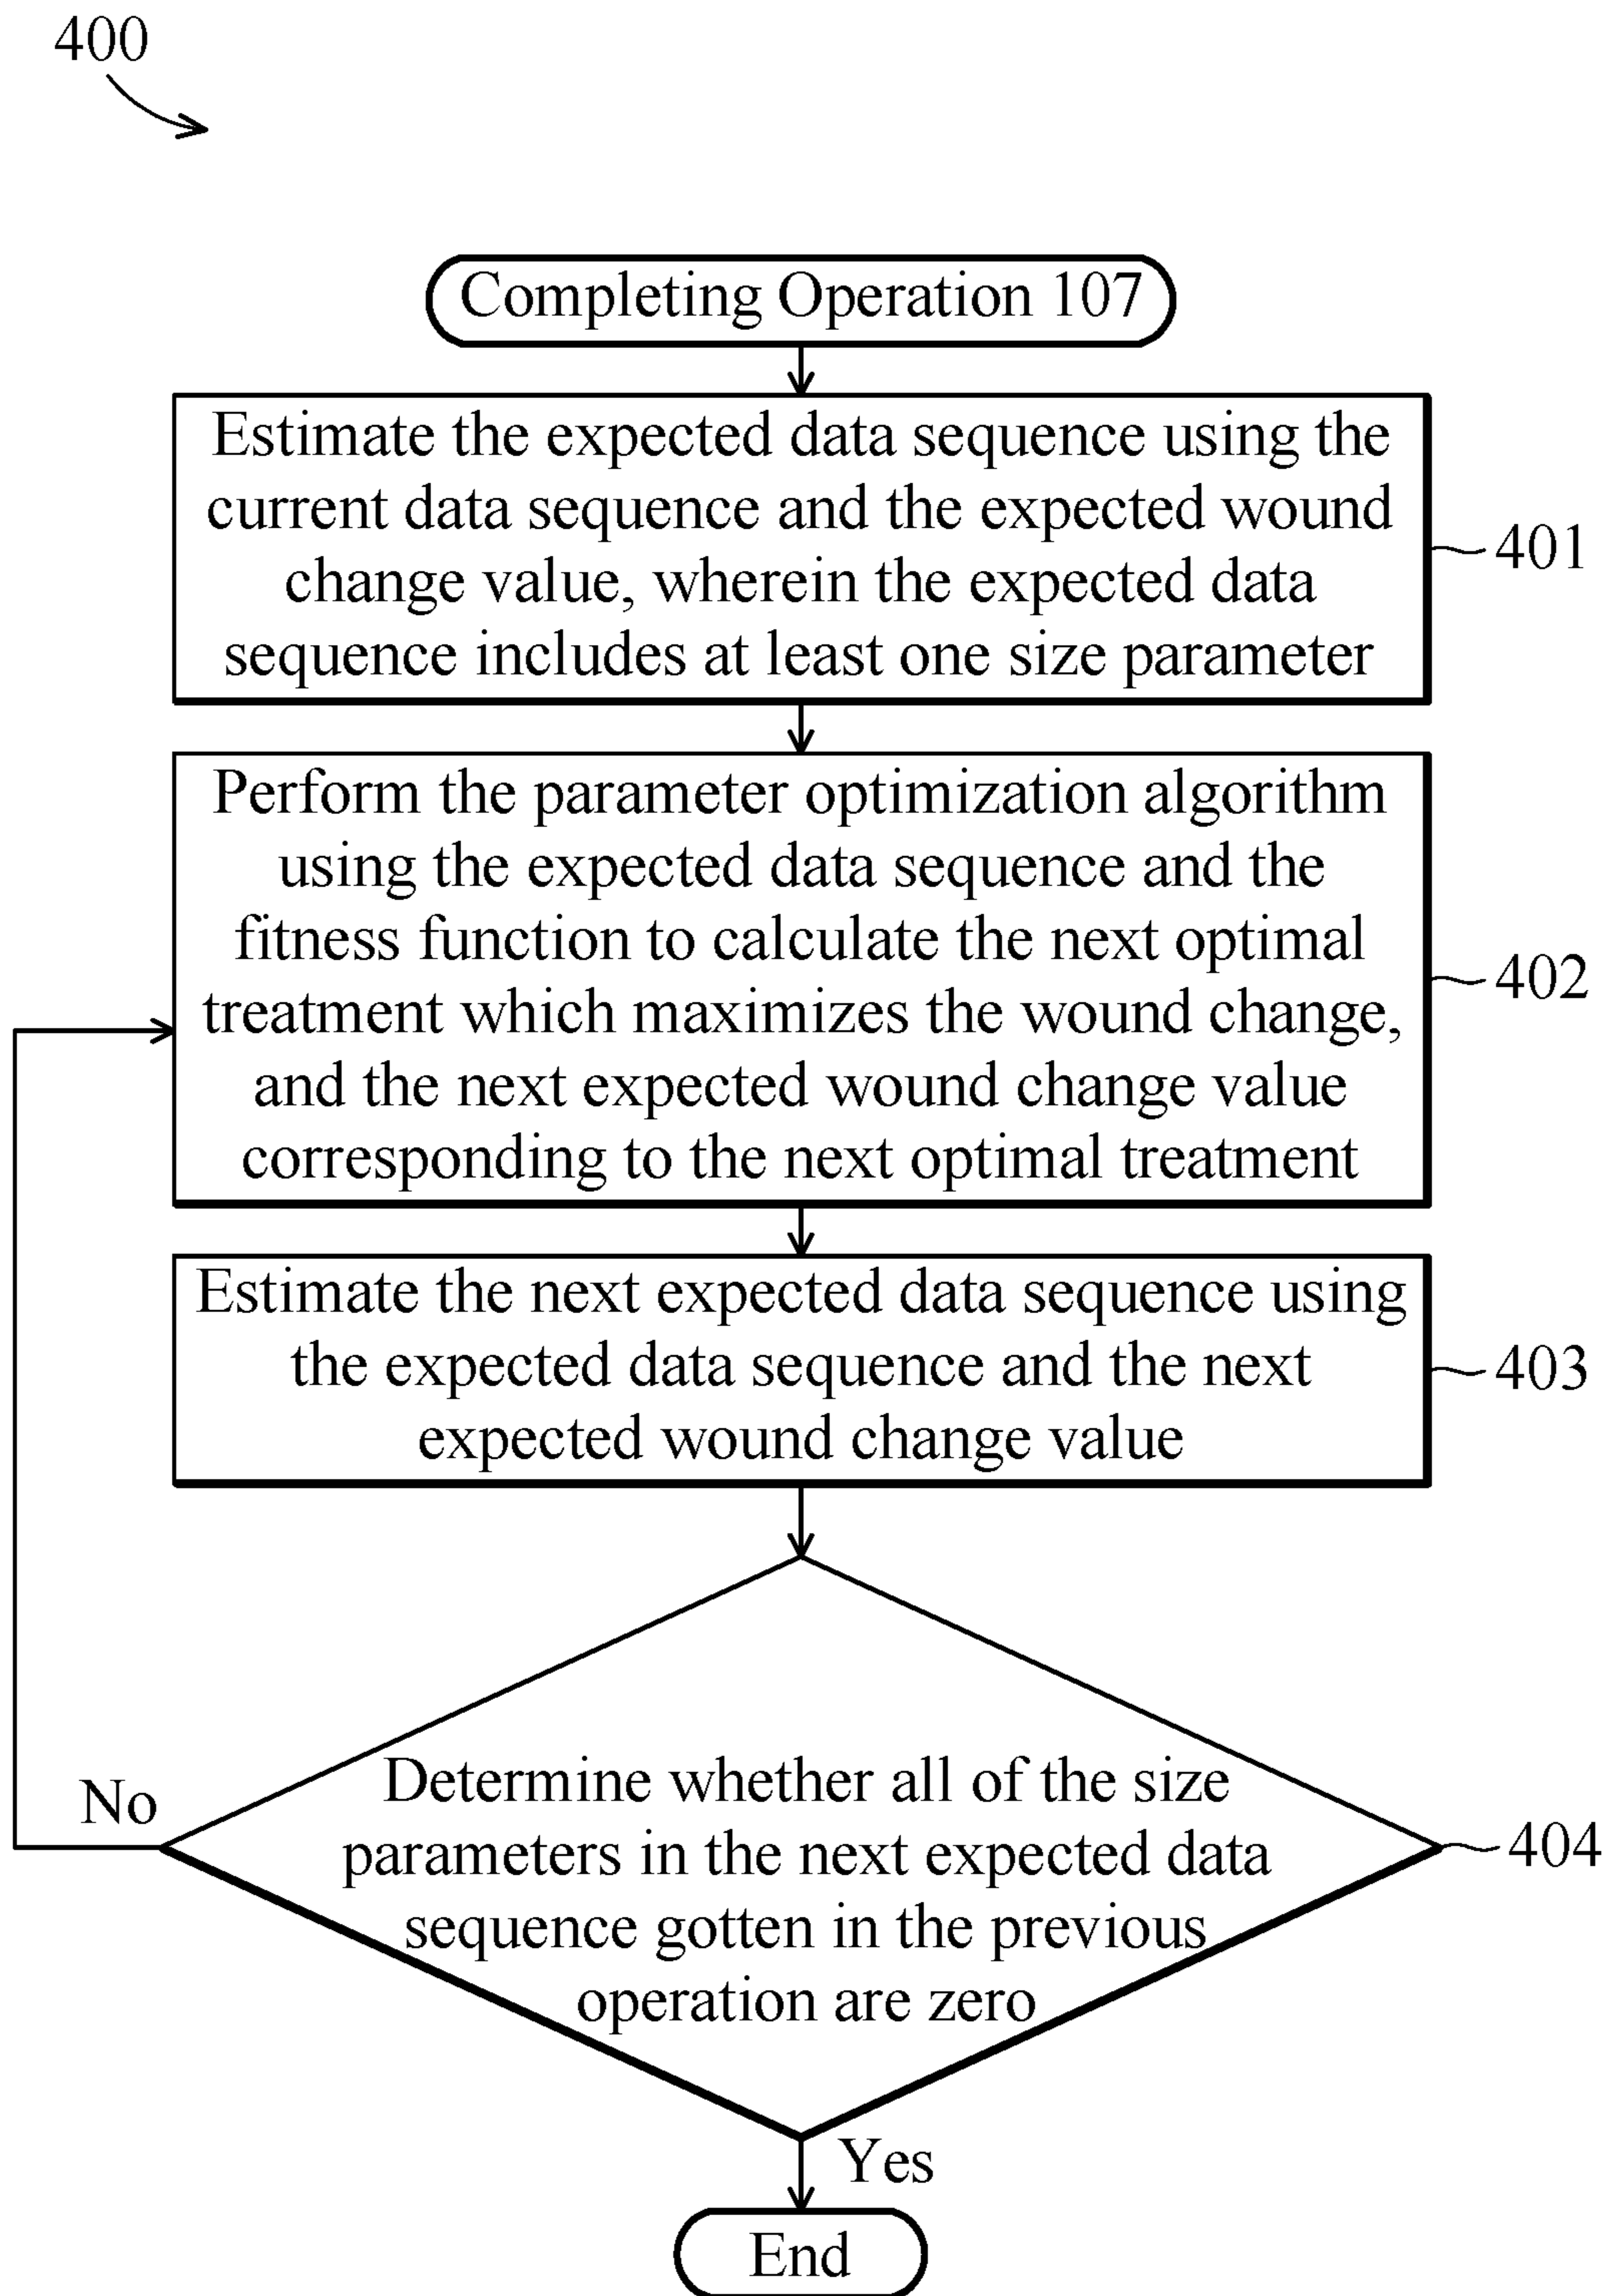 400
Completing Operation 107
Estimate the expected data sequence using the
current data sequence and the expected wound
change value, wherein the expected data
sequence includes at least one size parameter
401
Perform the parameter optimization algorithm
using the expected data sequence and the
fitness function to calculate the next optimal
treatment which maximizes the wound change,
and the next expected wound change value
corresponding to the next optimal treatment
402
Estimate the next expected data sequence using
the expected data sequence and the next
expected wound change value
403
No
Determine whether all of the size
parameters in the next expected data
sequence gotten in the previous
operation are zero
404
Yes
End